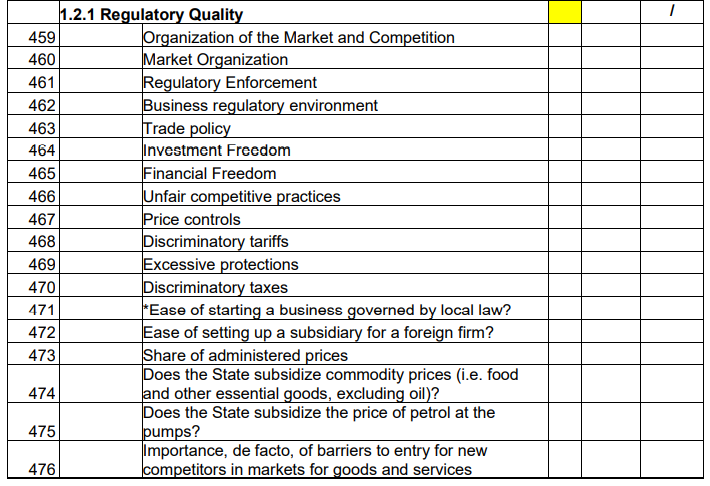 1.2.1 Regulatory Quality /
459 Organization of the Market and Competition
460 Market Organization
461 Regulatory Enforcement
462 Business regulatory environment
463 Trade policy
464 Investment Freedom
465 Financial Freedom
466 Unfair competitive practices
467 Price controls
468 Discriminatory tariffs
469 Excessive protections
470 Discriminatory taxes
471 *Ease of starting a business governed by local law?
472 Ease of setting up a subsidiary for a foreign firm?
473 Share of administered prices
Does the State subsidize commodity prices (i.e. food
474 and other essential goods, excluding oil)?
Does the State subsidize the price of petrol at the
475 pumps?
Importance, de facto, of barriers to entry for new
476 competitors in markets for goods and services